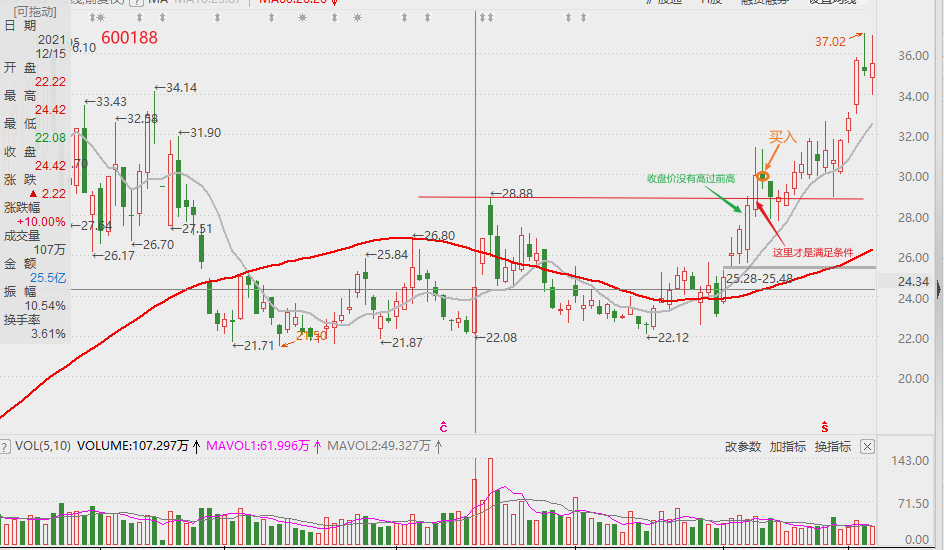 [可拖动]
日 期
2021
12/15
开 盘
22.22
最 高
24.42
最 低
22.08
收 盘
24.42
涨 跌
▲ 2.22
涨跌幅
+10.00%
成交量
107万
金 额
25.5亿
振 幅
10.54%
换手率
3.61%
600188
←33.43
←34.14
←32.58
←31.90
←27.54
←27.51
←26.70
←26.17
←21.71
21.50
←25.84
←26.80
←21.87
←28.88
←22.08
←22.12
25.28-25.48
37.02
买入
收盘价没有高过前高
这里才是满足条件
36.00
34.00
32.00
30.00
28.00
26.00
24.34
24.00
22.00
20.00
C
S
? VOL(5,10) VOLUME:107.297万↑ MAVOL1:61.996万↑ MAVOL2:49.327万↑
改参数 加指标 换指标
143.00
71.50
0.00